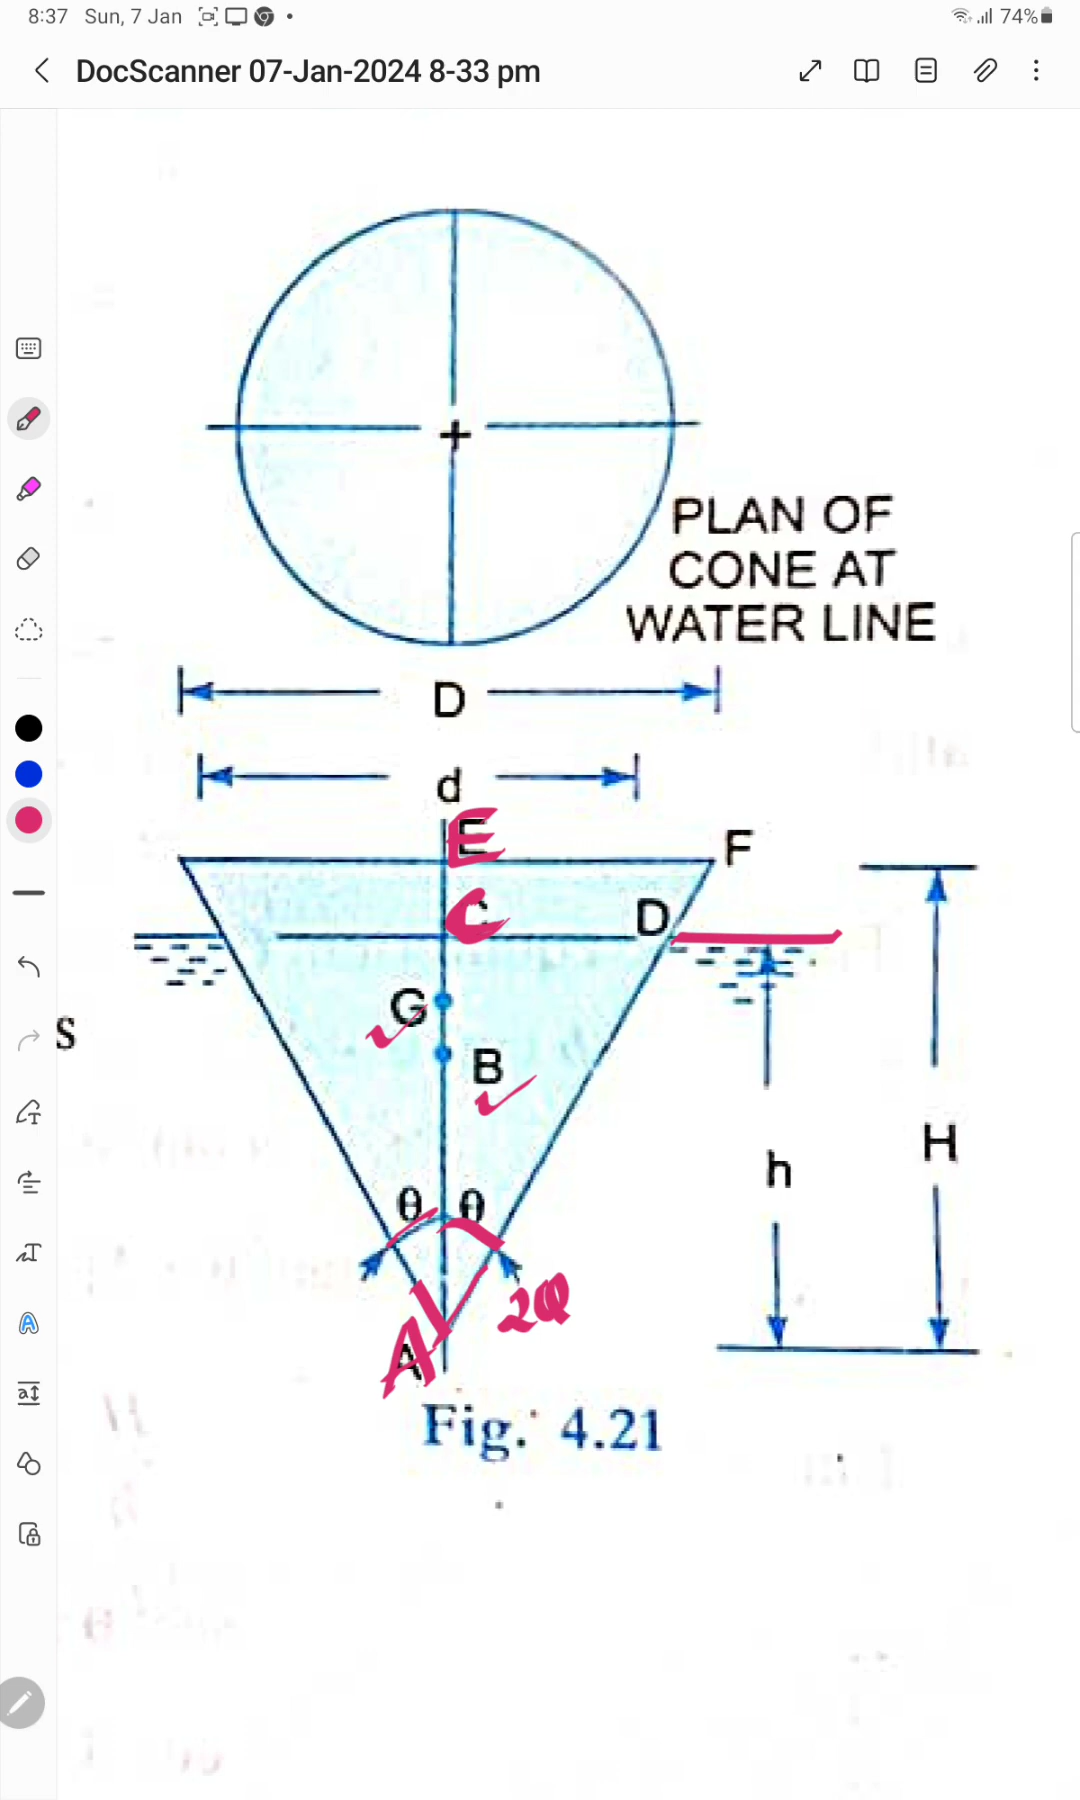 8:37 Sun, 7 Jan 74%
DocScanner 07-Jan-2024 8-33 pm
+
PLAN OF
CONE AT
WATER LINE
D
d
E
E
F
C
C
D
G
S
B
h
H
θ θ
A
A
Fig. 4.21